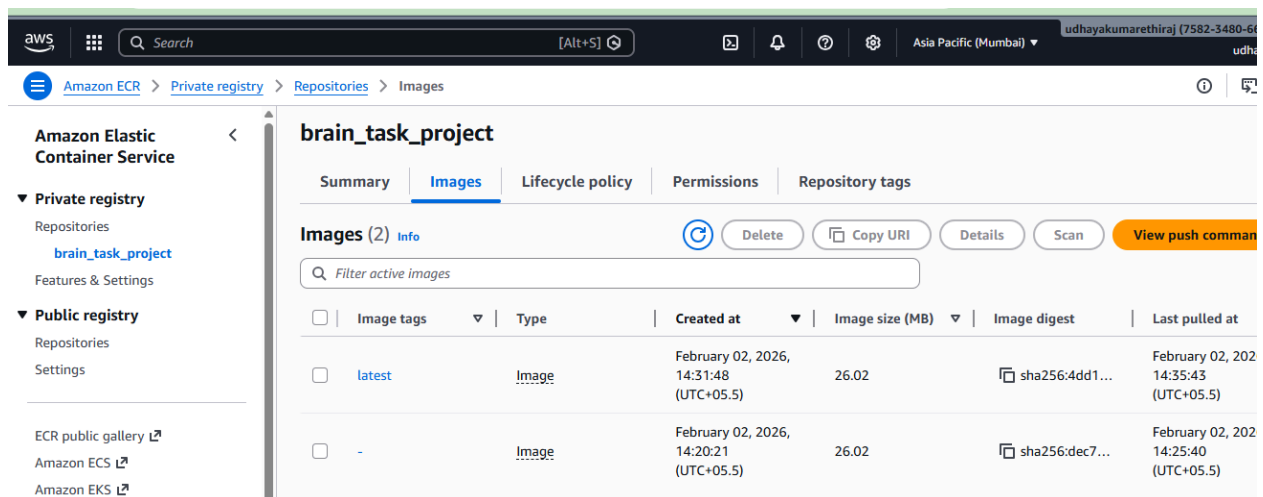 aws
Search [Alt+S] Asia Pacific (Mumbai) ▼ udhayakumarethiraj (7582-3480-66
udha
Amazon ECR > Private registry > Repositories > Images
Amazon Elastic
Container Service
▼ Private registry
Repositories
brain_task_project
Features & Settings
▼ Public registry
Repositories
Settings
ECR public gallery
Amazon ECS
Amazon EKS
brain_task_project
Summary Images Lifecycle policy Permissions Repository tags
Images (2) Info Delete Copy URI Details Scan View push comman
Filter active images
Image tags Type Created at Image size (MB) Image digest Last pulled at
February 02, 2026, February 02, 202
latest Image 14:31:48 26.02 sha256:4dd1... 14:35:43
(UTC+05.5) (UTC+05.5)
February 02, 2026, February 02, 202
- Image 14:20:21 26.02 sha256:dec7... 14:25:40
(UTC+05.5) (UTC+05.5)